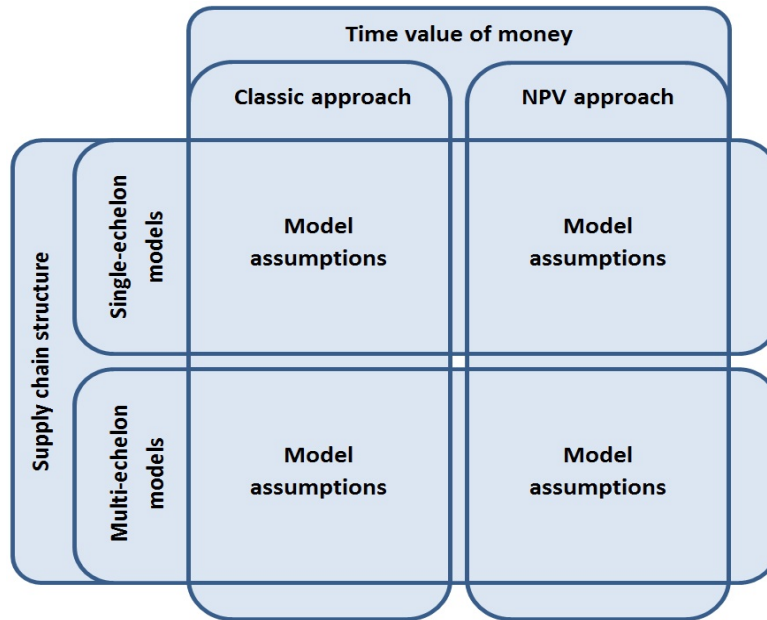 Time value of money
Classic approach
NPV approach
Supply chain structure
Single-echelon
models
Model
assumptions
Model
assumptions
Multi-echelon
models
Model
assumptions
Model
assumptions